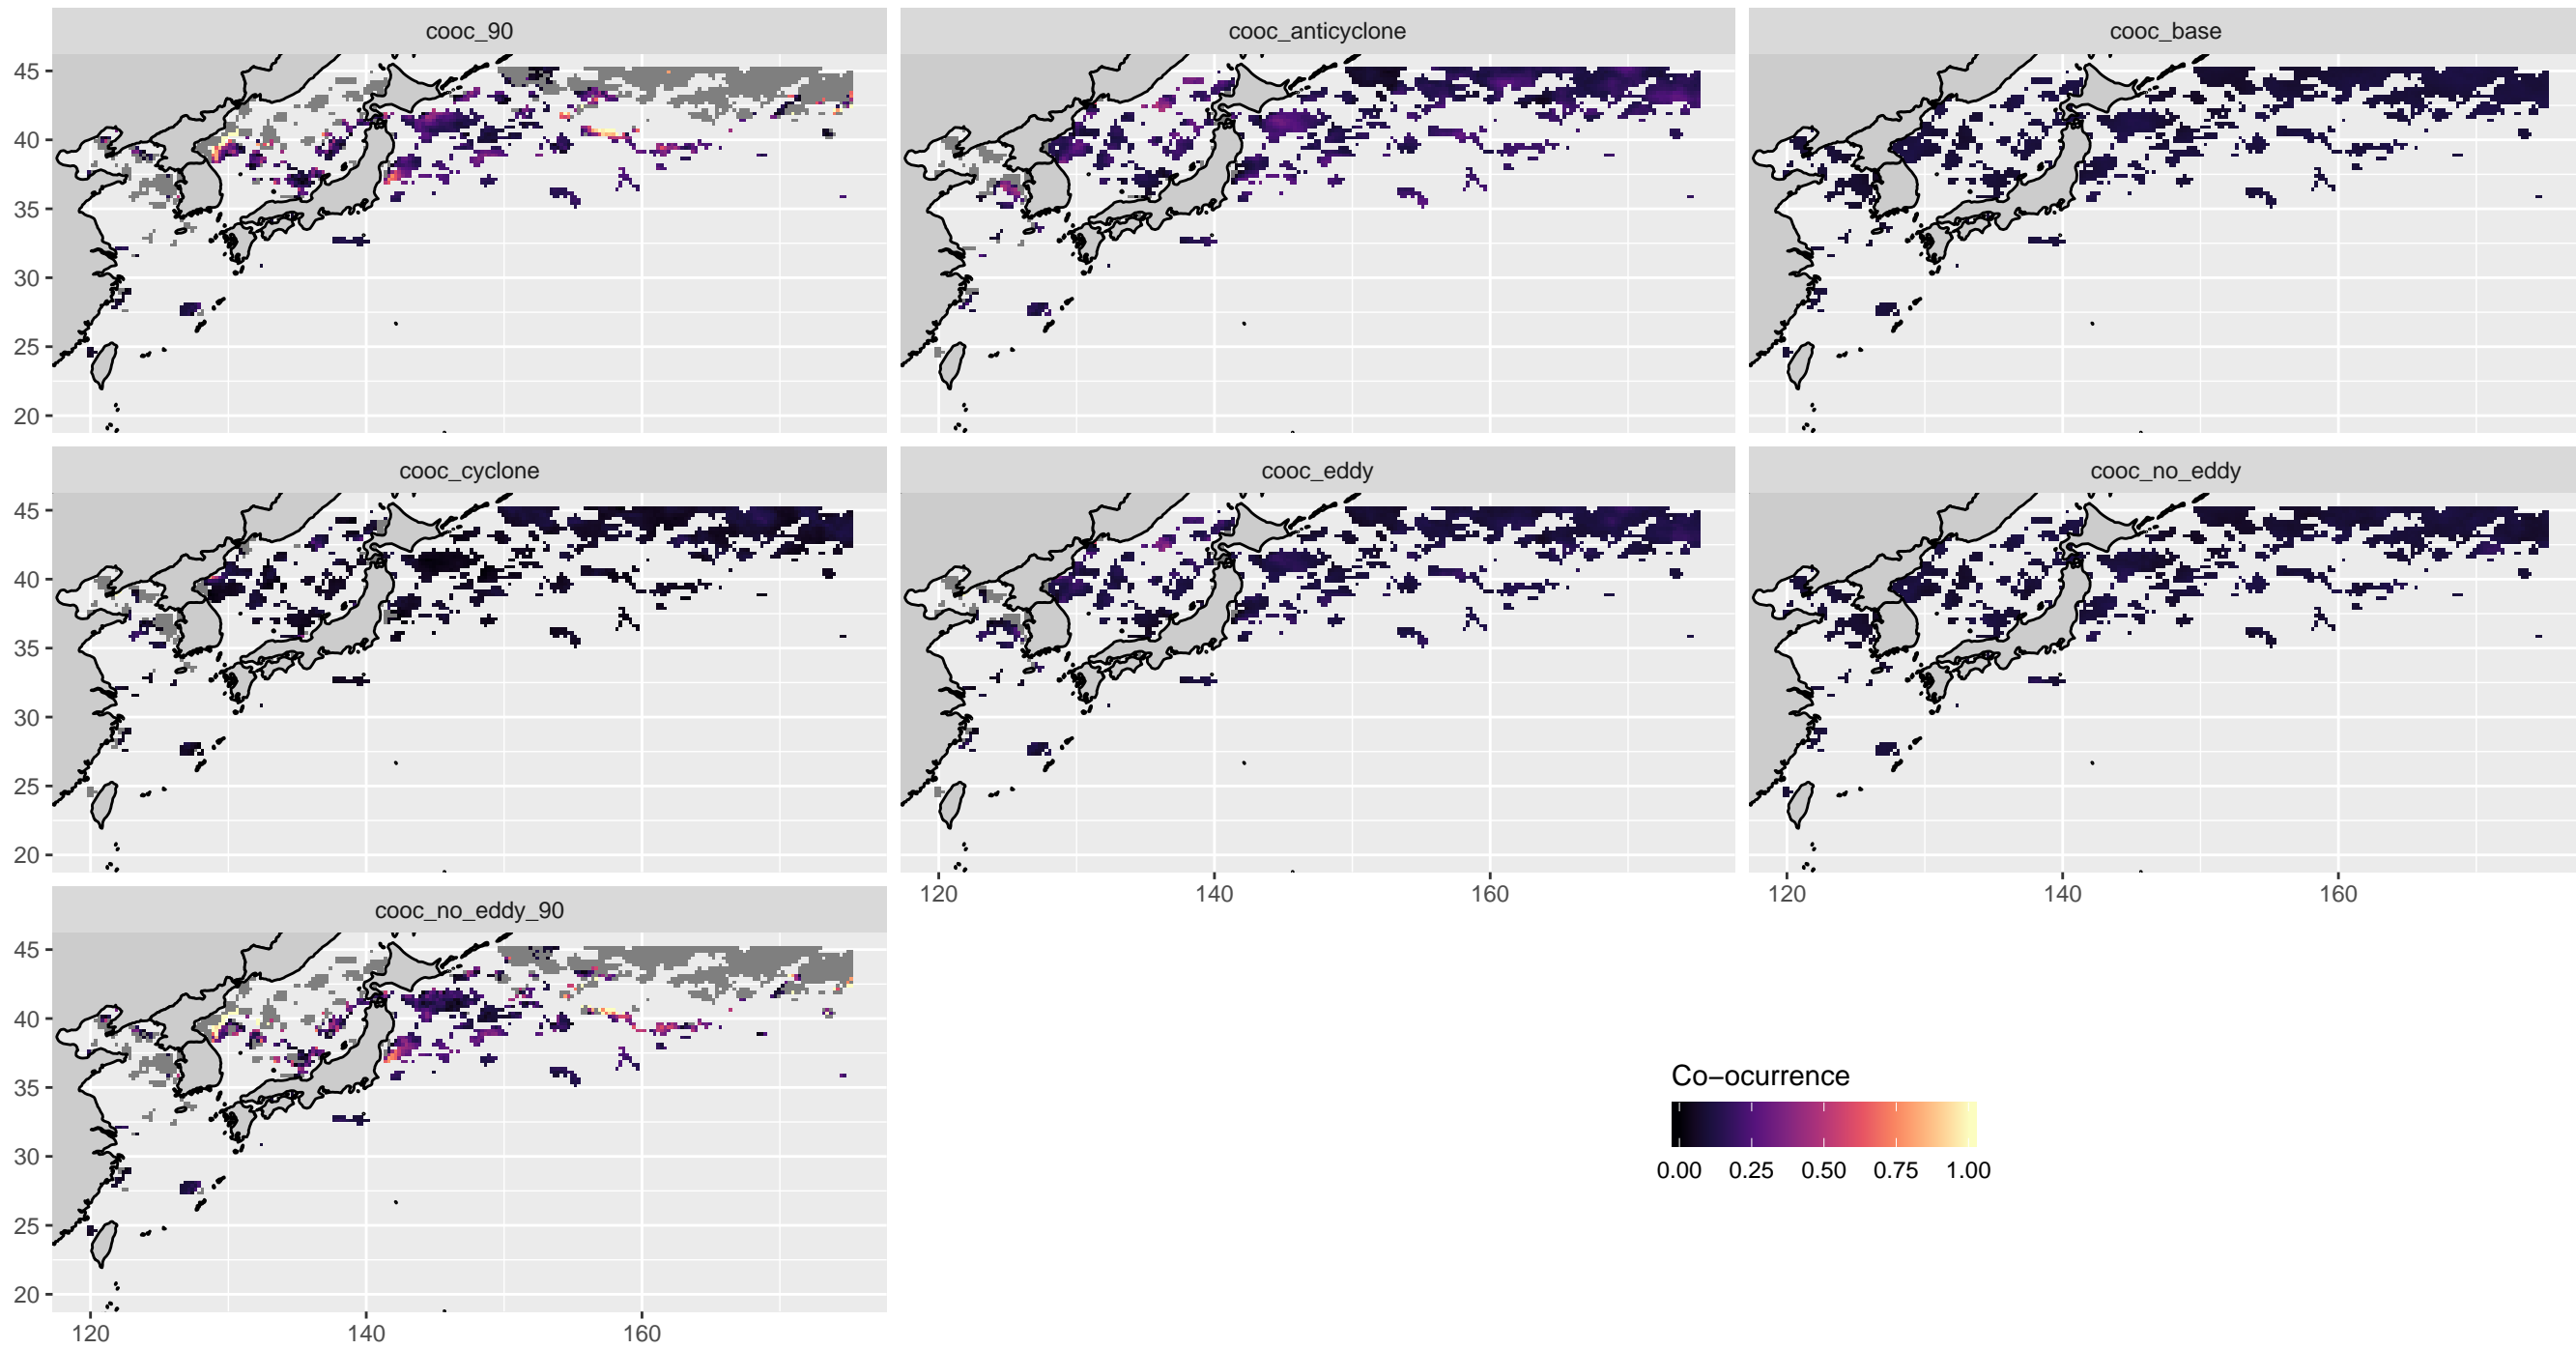 cooc_90 cooc_anticyclone cooc_base
45
40
35
30
25
20
cooc_cyclone cooc_eddy cooc_no_eddy
45
40
35
30
25
20
120 140 160 120 140 160
cooc_no_eddy_90
45
40
35
30
25
20
120 140 160
Co−ocurrence
0.00 0.25 0.50 0.75 1.00